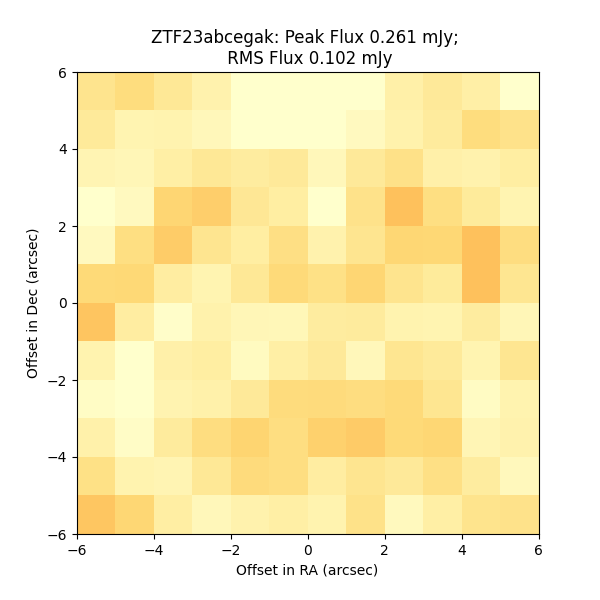 ZTF23abcegak: Peak Flux 0.261 mJy;
RMS Flux 0.102 mJy
6
4
2
0
−2
−4
−6
Offset in Dec (arcsec)
−6 −4 −2 0 2 4 6
Offset in RA (arcsec)